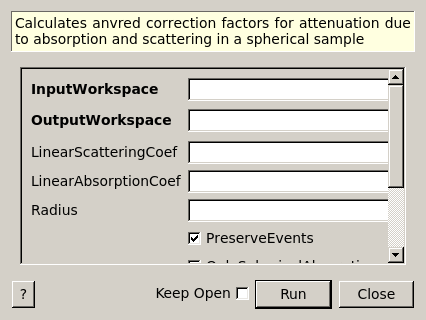 Calculates anvred correction factors for attenuation due
to absorption and scattering in a spherical sample
InputWorkspace
OutputWorkspace
LinearScatteringCoef
LinearAbsorptionCoef
Radius
PreserveEvents
? Keep Open Run Close